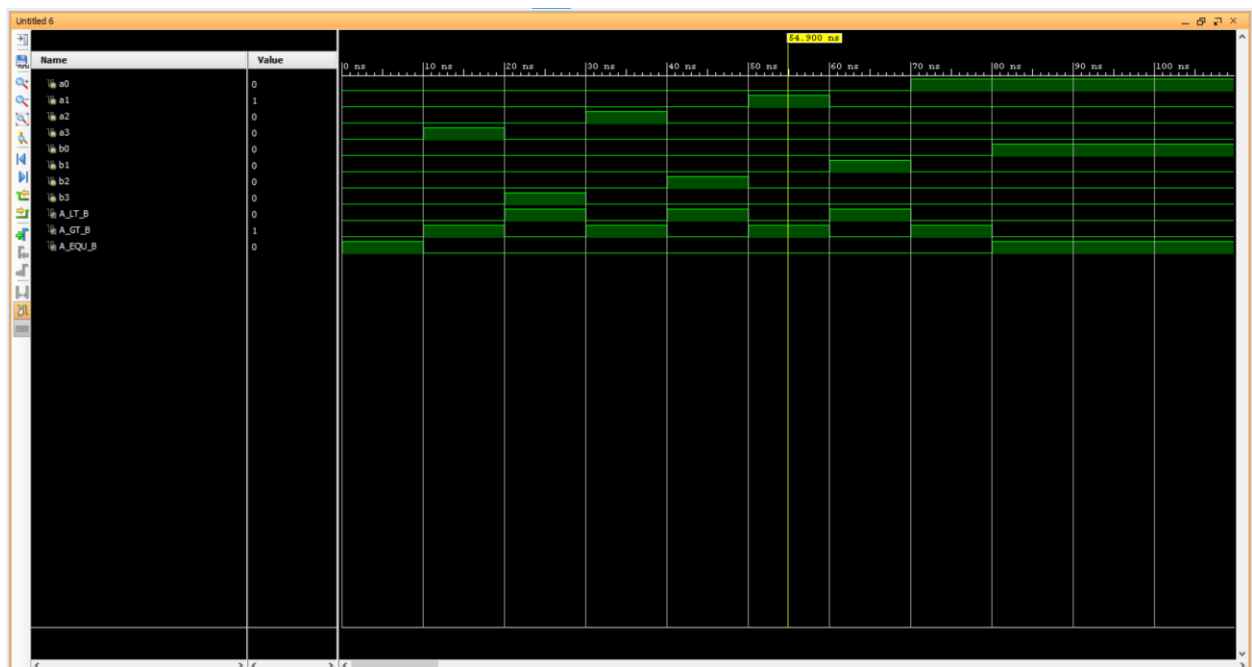 Untitled 6
54.900 ns
Name Value
0 ns 10 ns 20 ns 30 ns 40 ns 50 ns 60 ns 70 ns 80 ns 90 ns 100 ns
a0 0
a1 1
a2 0
a3 0
b0 0
b1 0
b2 0
b3 0
A_LT_B 0
A_GT_B 1
A_EQU_B 0